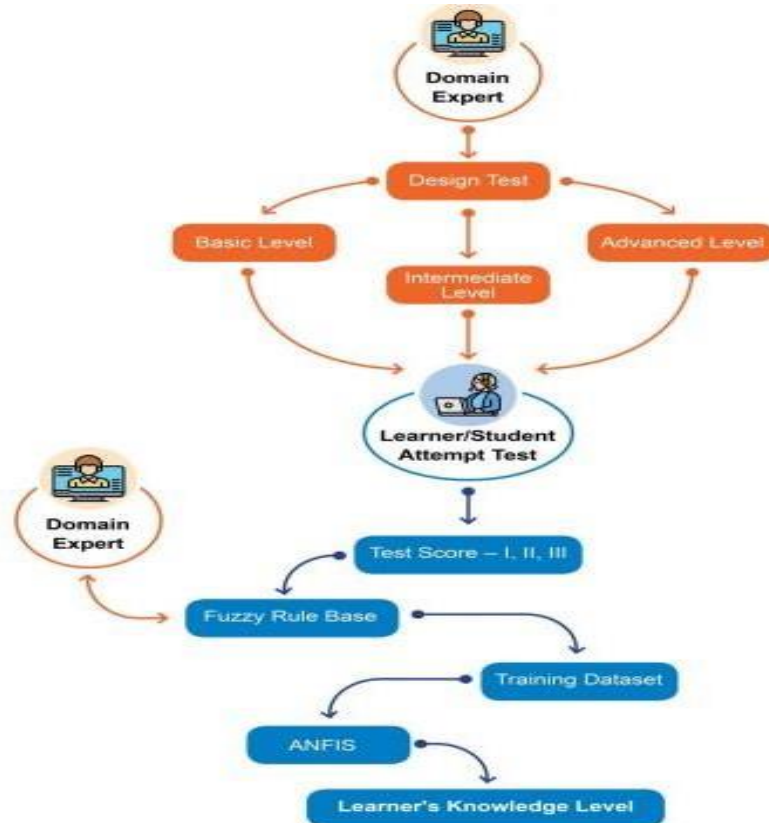 Domain
Expert
Design Test
Basic Level
Advanced Level
Intermediate
Level
Learner/Student
Attempt Test
Domain
Expert
Test Score – I, II, III
Fuzzy Rule Base
Training Dataset
ANFIS
Learner's Knowledge Level